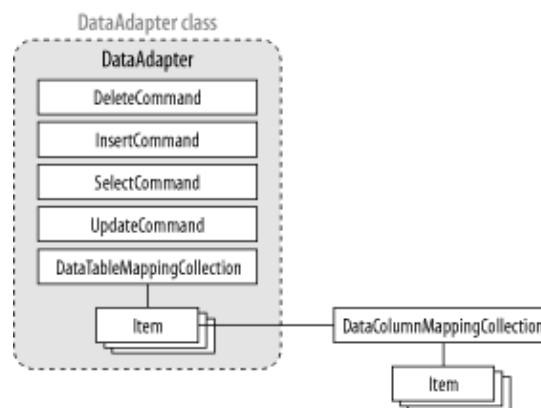 DataAdapter class
DataAdapter
DeleteCommand
InsertCommand
SelectCommand
UpdateCommand
DataTableMappingCollection
Item
DataColumnMappingCollection
Item